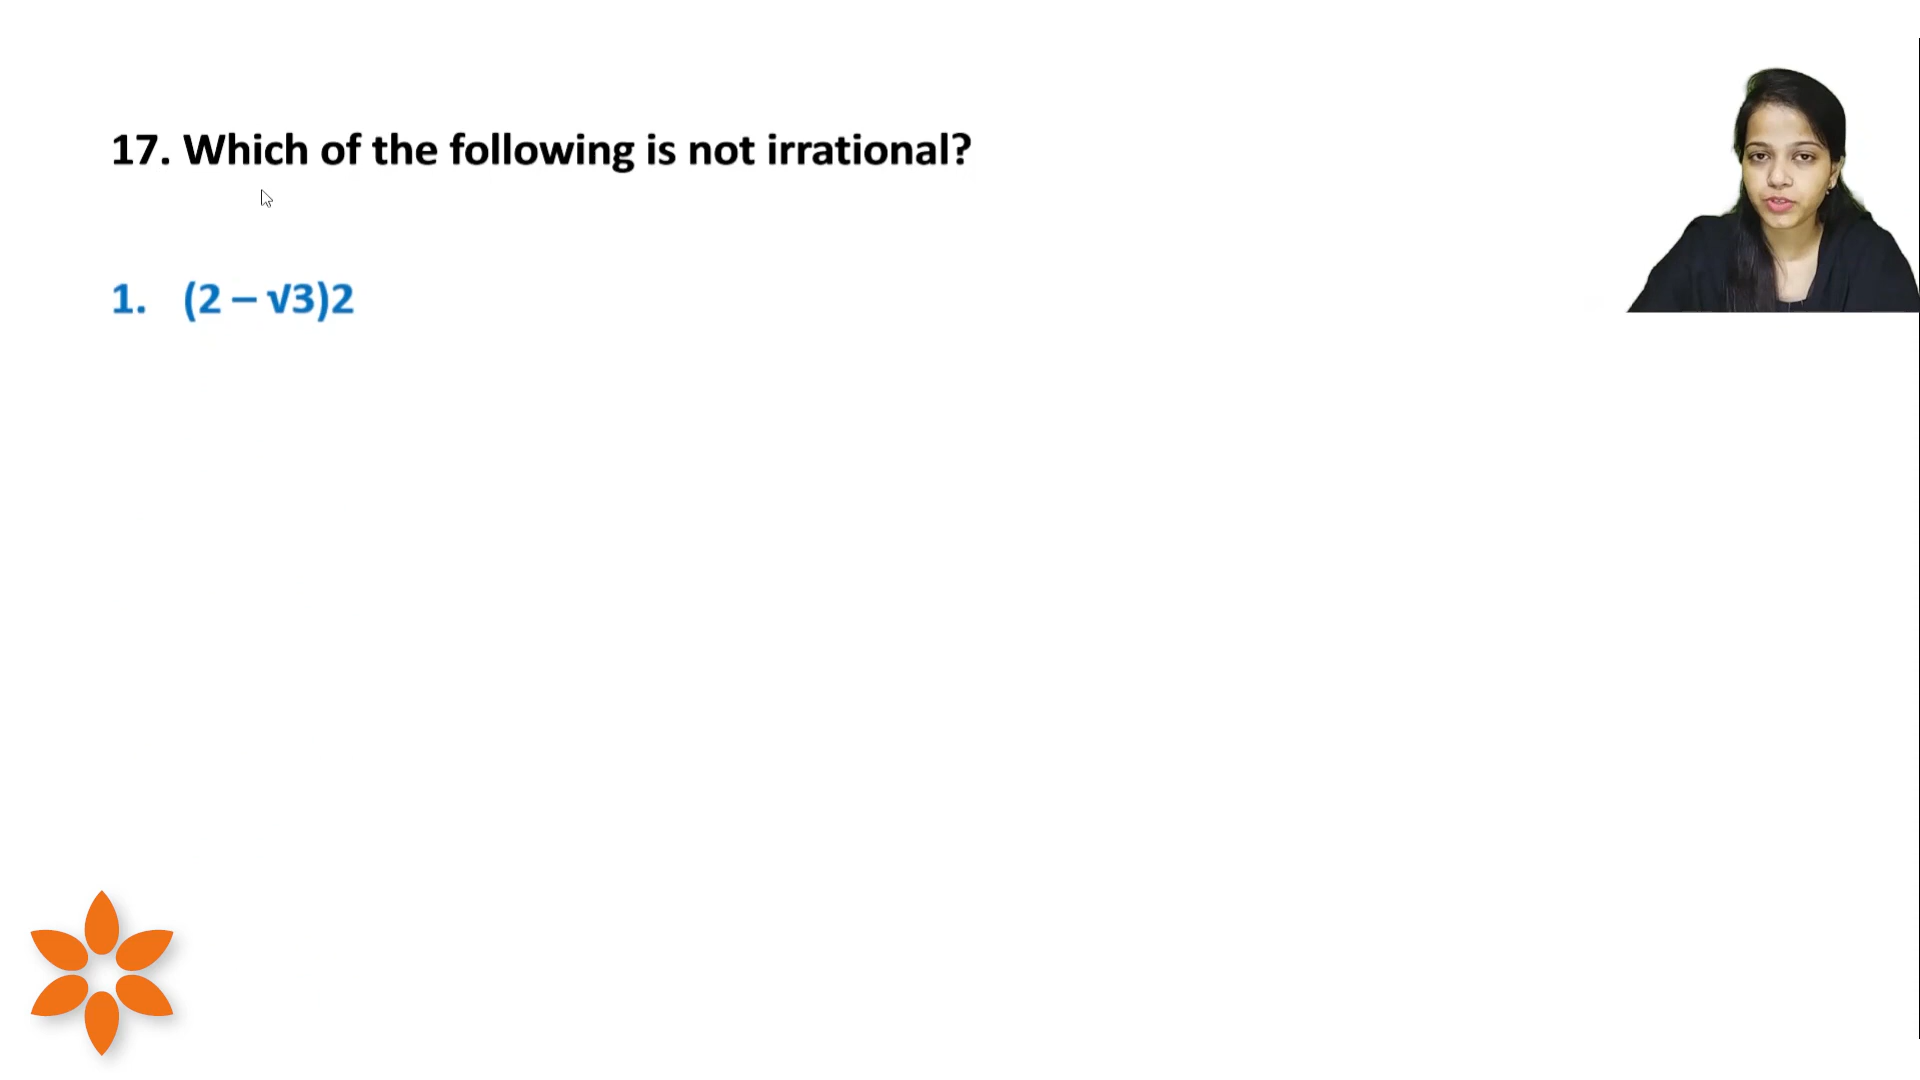 17. Which of the following is not irrational?
1. (2 – √3)2